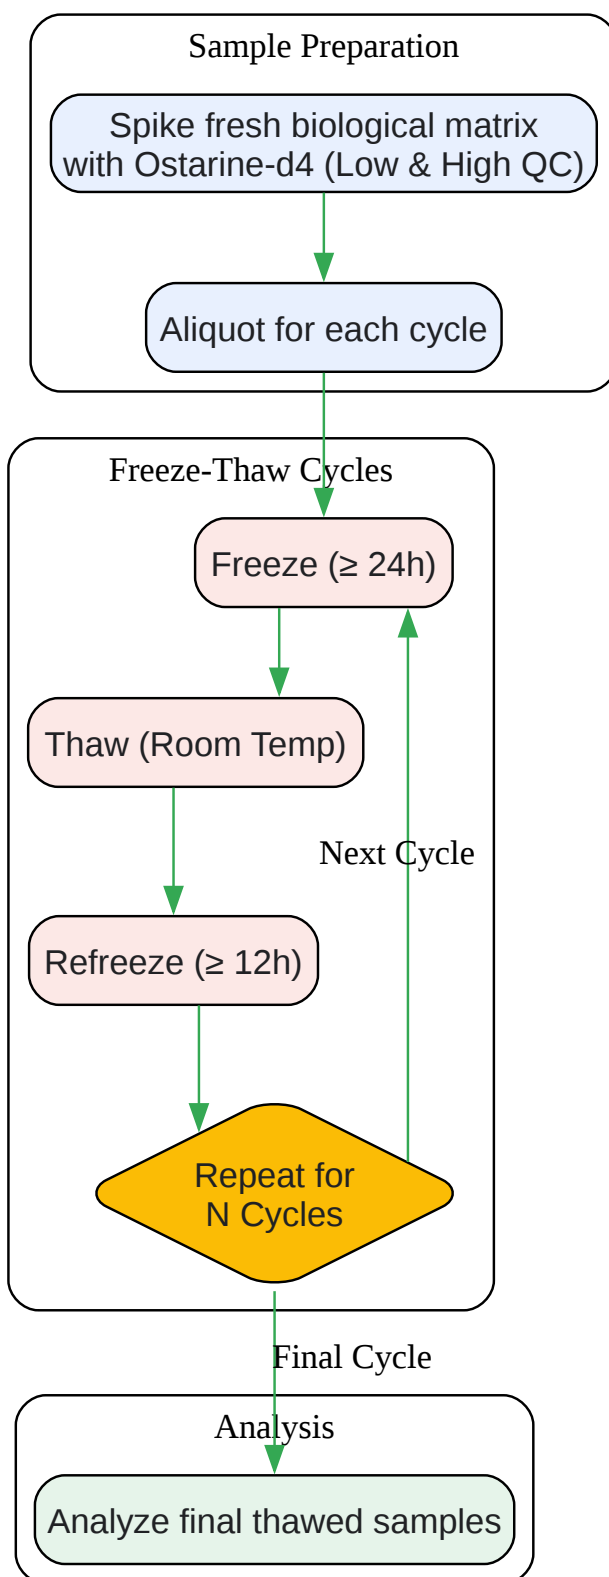 Sample Preparation
Spike fresh biological matrix
with Ostarine-d4 (Low & High QC)
Aliquot for each cycle
Freeze-Thaw Cycles
Freeze (≥ 24h)
Thaw (Room Temp)
Next Cycle
Refreeze (≥ 12h)
Repeat for
N Cycles
Final Cycle
Analysis
Analyze final thawed samples